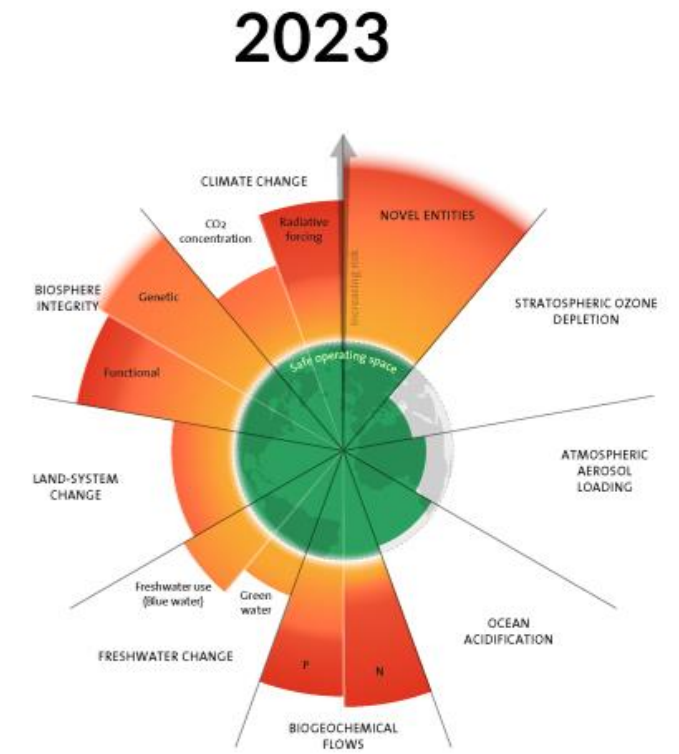 2023
CLIMATE CHANGE
CO2
concentration
Radiative
forcing
NOVEL ENTITIES
Increasing risk
BIOSPHERE
INTEGRITY
Genetic
Functional
STRATOSPHERIC OZONE
DEPLETION
Safe operating space
LAND-SYSTEM
CHANGE
ATMOSPHERIC
AEROSOL
LOADING
Freshwater use
(Blue water)
Green
water
FRESHWATER CHANGE
OCEAN
ACIDIFICATION
P
N
BIOGEOCHEMICAL
FLOWS